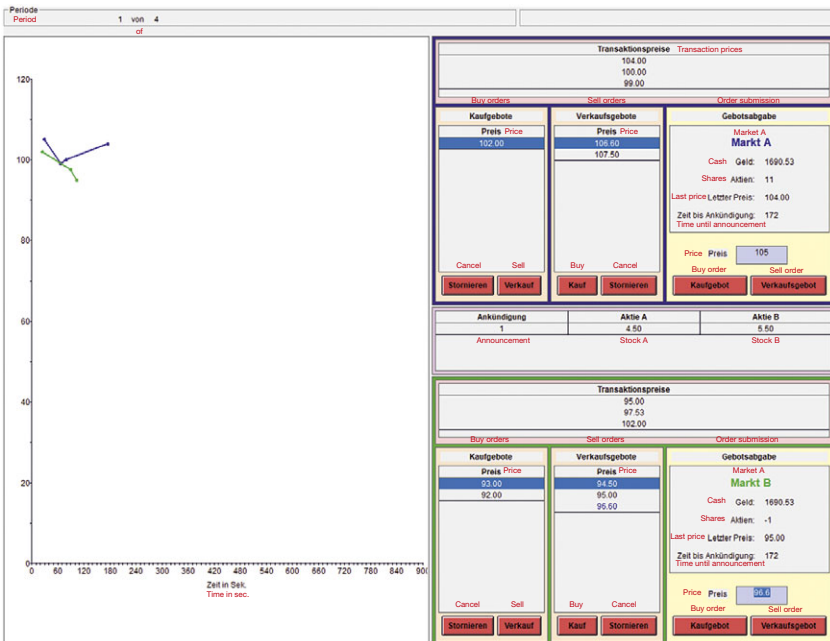 Periode
Period 1 von 4
of
120
100
80
60
40
20
0
0 60 120 180 240 300 360 420 480 540 600 660 720 780 840 900
Zeit in Sek.
Time in sec.
Transaktionspreise Transaction prices
104.00
100.00
99.00
Buy orders Sell orders Order submission
Kaufgebote Verkaufsgebote Gebotsabgabe
Preis Price Preis Price Market A
102.00 106.60 Markt A
107.50
Cash Geld: 1690.53
Shares Aktien: 11
Last price Letzter Preis: 104.00
Zeit bis Ankündigung: 172
Time until announcement
Price Preis 105
Cancel Sell Buy Cancel Buy order Sell order
Stornieren Verkauf Kauf Stornieren Kaufgebot Verkaufsgebot
Ankündigung Aktie A Aktie B
1 4.50 5.50
Announcement Stock A Stock B
Transaktionspreise
95.00
97.53
102.00
Buy orders Sell orders Order submission
Kaufgebote Verkaufsgebote Gebotsabgabe
Preis Price Preis Price Market A
93.00 94.50 Markt B
92.00 95.00
96.60
Cash Geld: 1690.53
Shares Aktien: -1
Last price Letzter Preis: 95.00
Zeit bis Ankündigung: 172
Time until announcement
Price Preis 96.6
Cancel Sell Buy Cancel Buy order Sell order
Stornieren Verkauf Kauf Stornieren Kaufgebot Verkaufsgebot